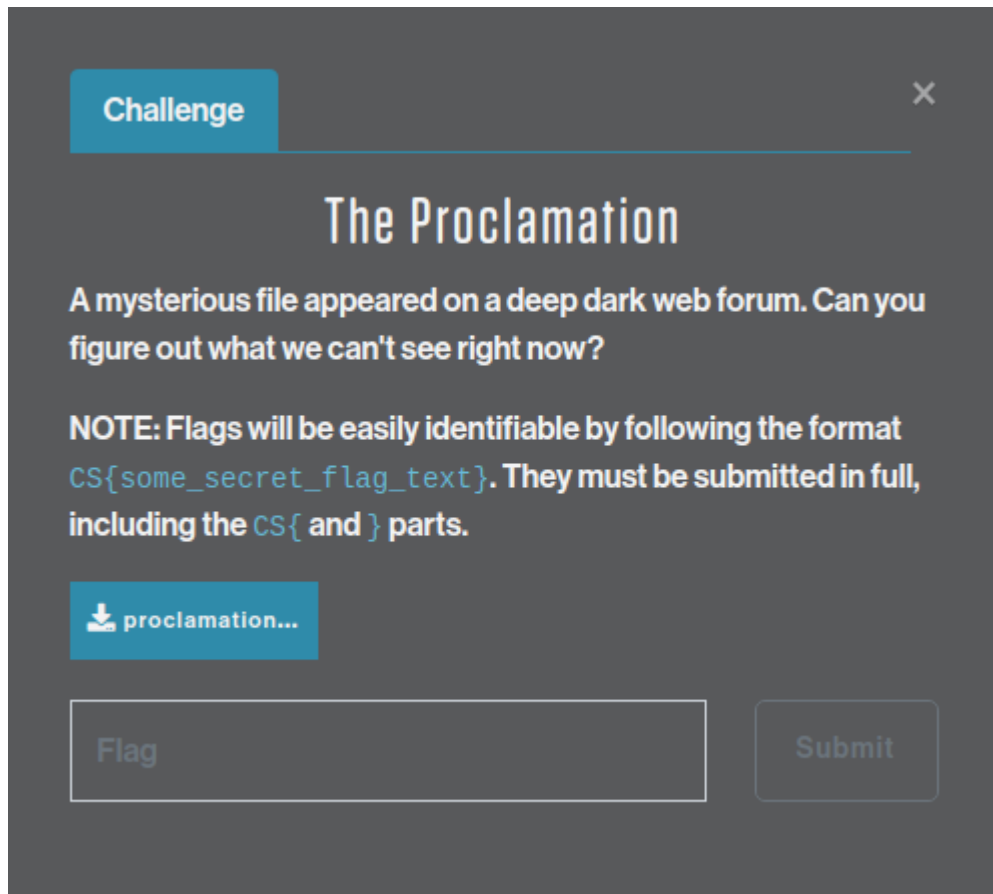 Challenge
×
The Proclamation
A mysterious file appeared on a deep dark web forum. Can you
figure out what we can't see right now?
NOTE: Flags will be easily identifiable by following the format
CS{some_secret_flag_text}. They must be submitted in full,
including the CS{ and } parts.
proclamation...
Flag
Submit